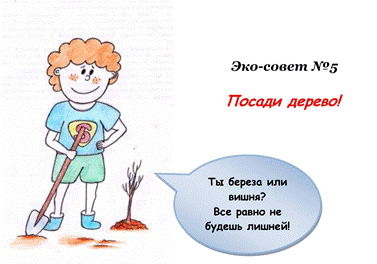 Эко-совет №5
Посади дерево!
Ты береза или
вишня?
Все равно не
будешь лишней!